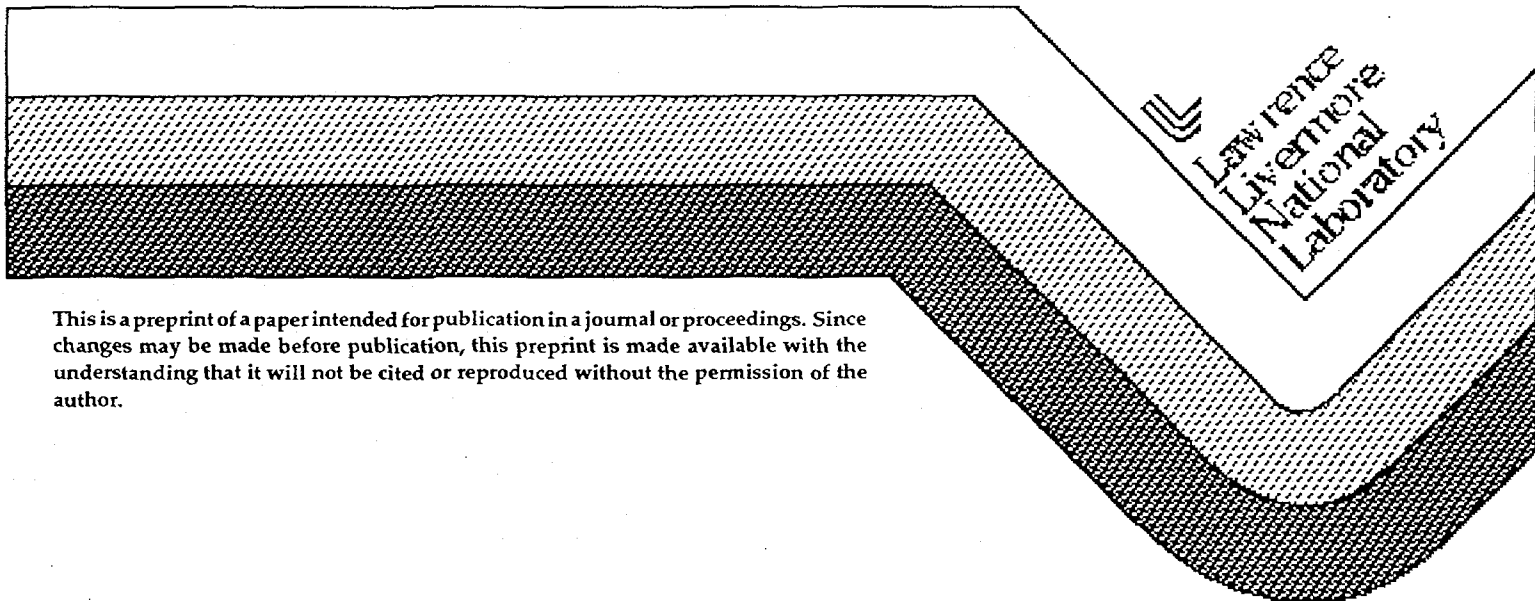 Lawrence
Livermore
National
Laboratory
This is a preprint of a paper intended for publication in a journal or proceedings. Since
changes may be made before publication, this preprint is made available with the
understanding that it will not be cited or reproduced without the permission of the
author.